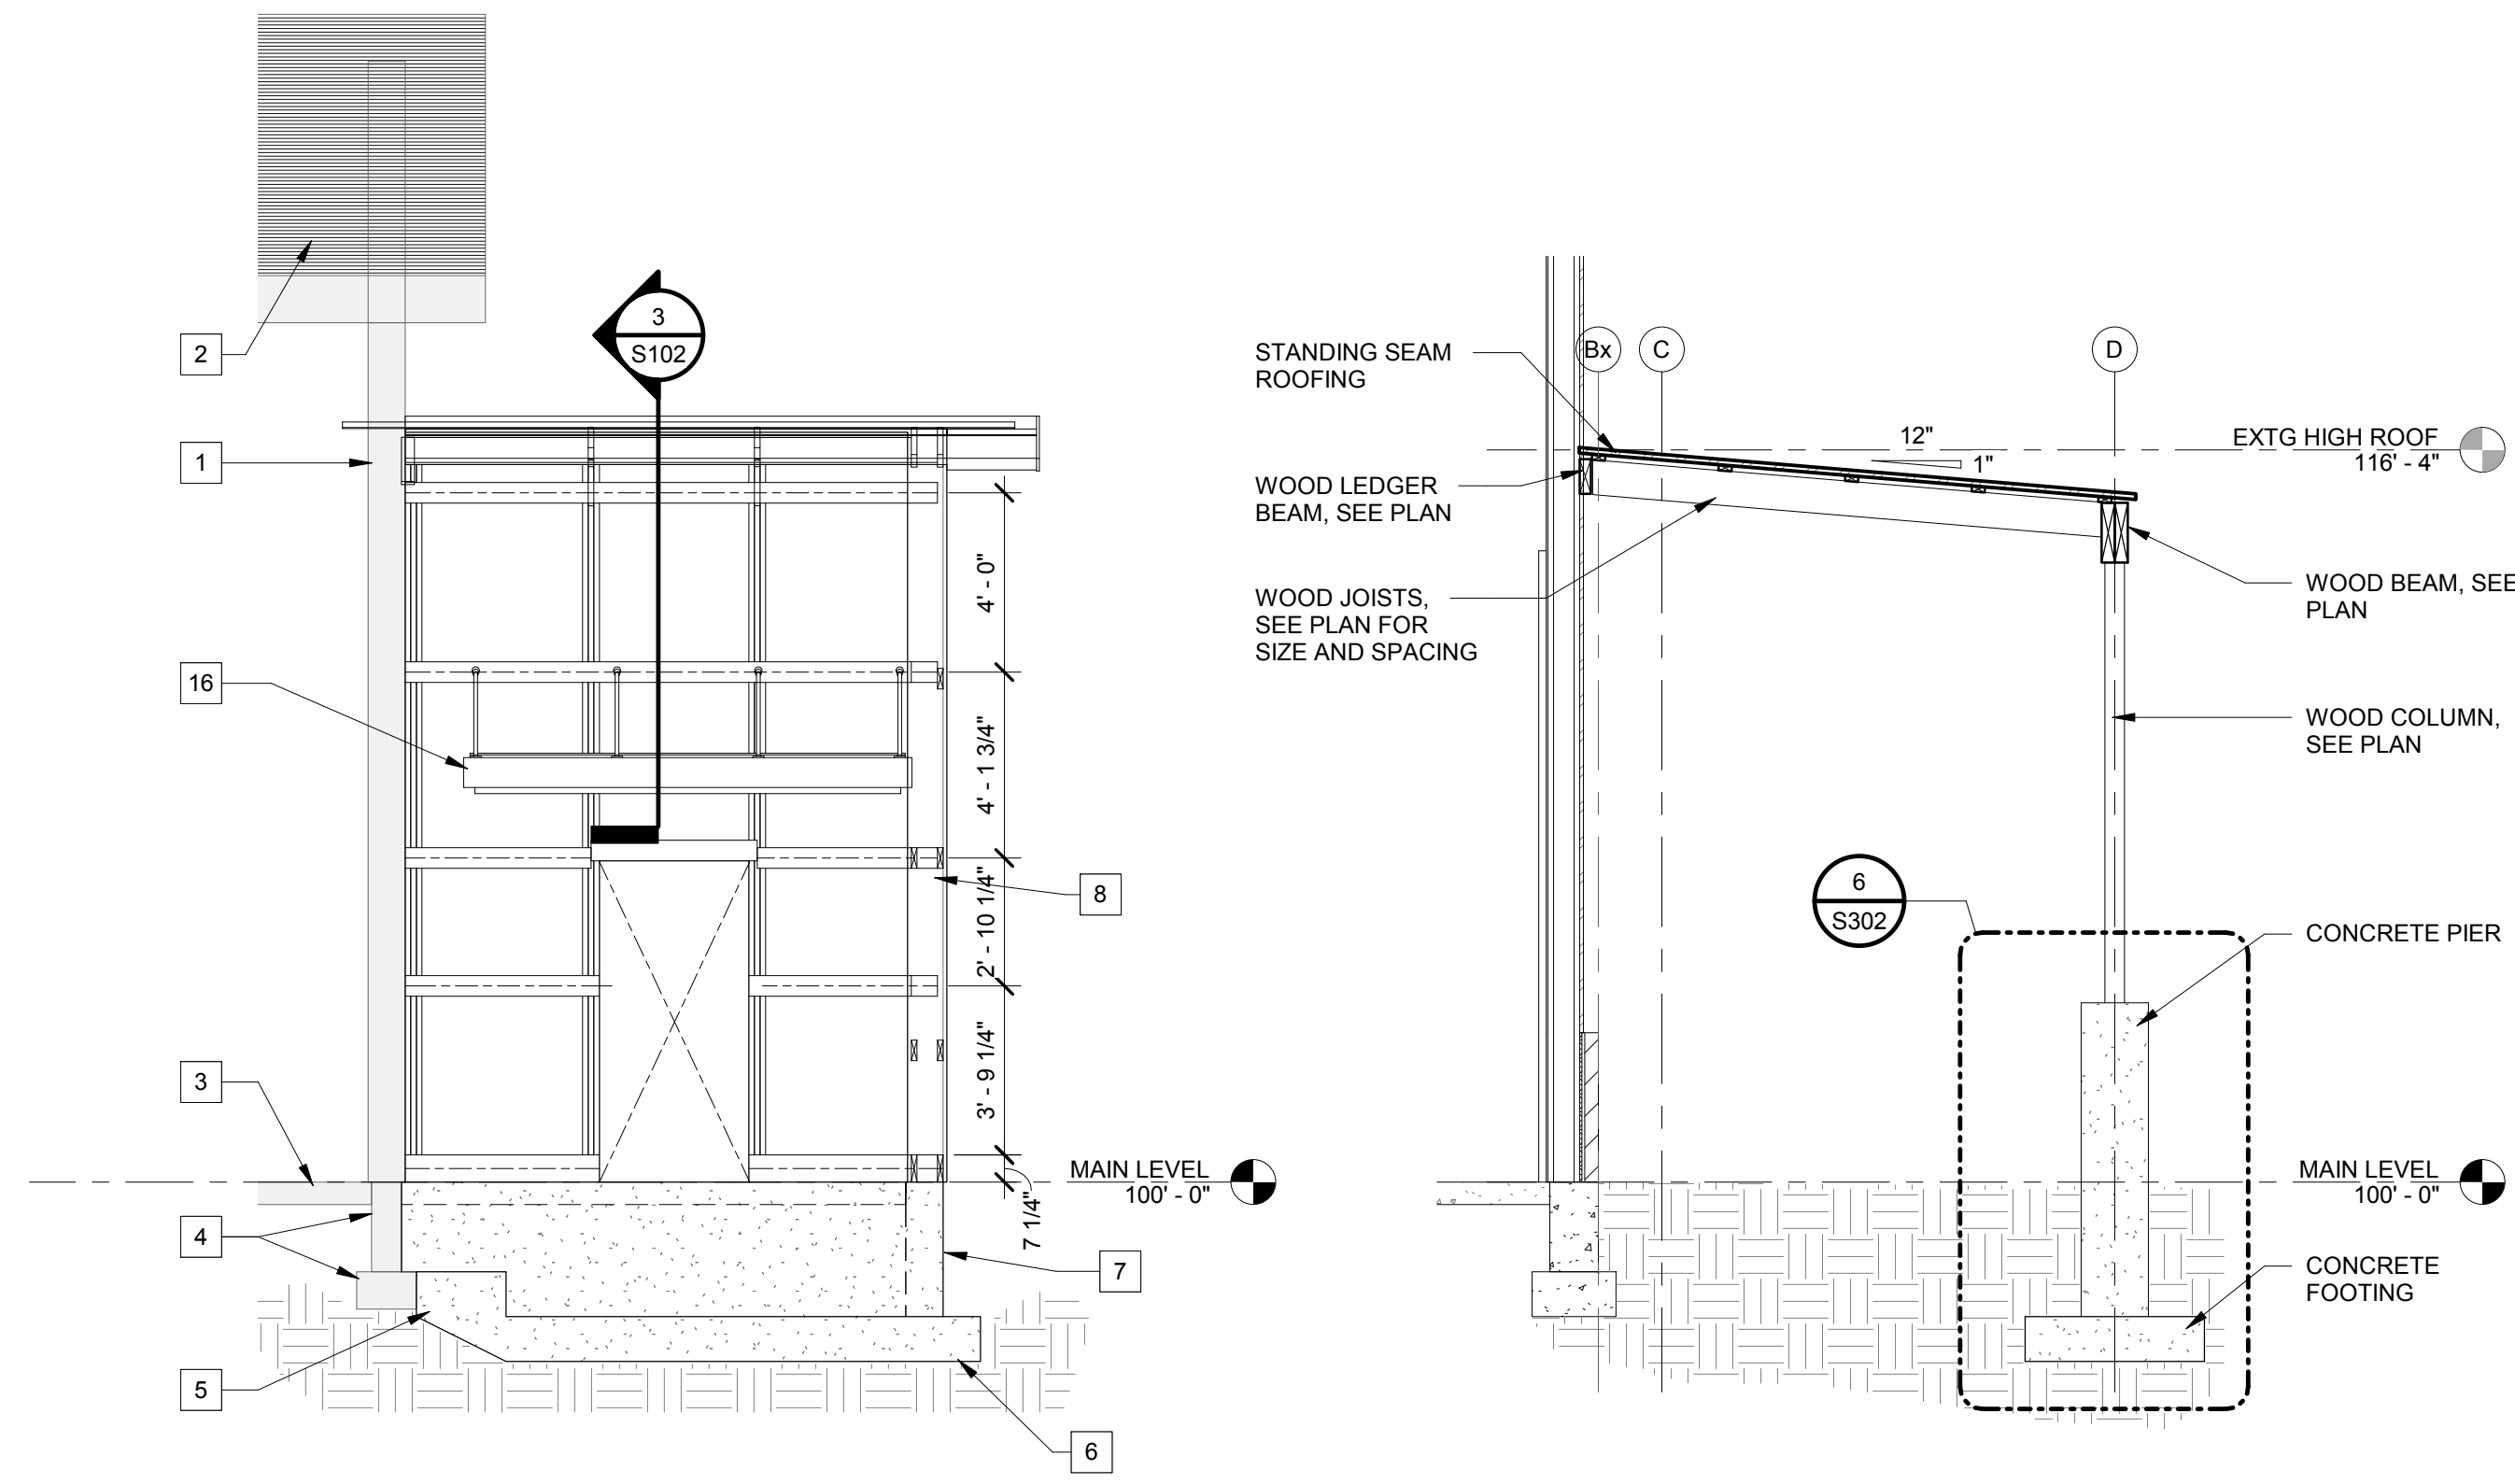 2
1
16
3
4
5
3
S102
4' - 0"
4' - 1 3/4"
2' - 10 1/4"
3' - 9 1/4"
7 1/4"
8
7
6
MAIN LEVEL
100' - 0"
STANDING SEAM
ROOFING
WOOD LEDGER
BEAM, SEE PLAN
WOOD JOISTS,
SEE PLAN FOR
SIZE AND SPACING
Bx
C
D
12"
1"
EXTG HIGH ROOF
116' - 4"
WOOD BEAM, SEE
PLAN
WOOD COLUMN,
SEE PLAN
6
S302
CONCRETE PIER
MAIN LEVEL
100' - 0"
CONCRETE
FOOTING